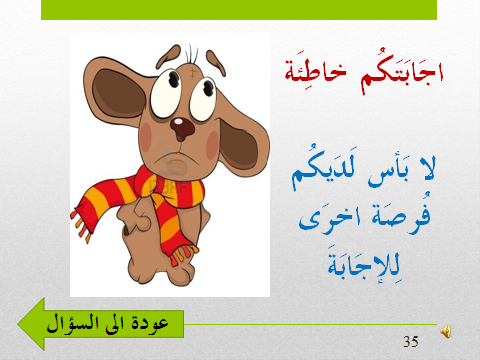 اجَابَتَكُم خاطِئَة
لا بَأس لَدَيكُم
فُرصَة اخرَى
لِلإجَابَةَ
عودة الى السؤال
35